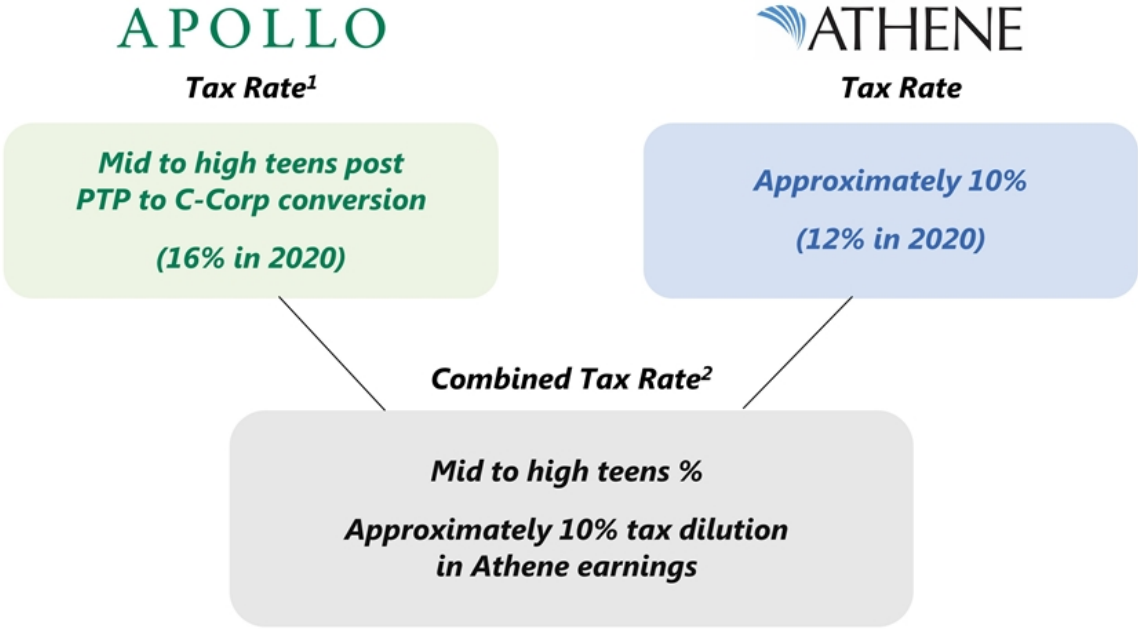 APOLLO
Tax Rate¹
Mid to high teens post
PTP to C-Corp conversion
(16% in 2020)
ATHENE
Tax Rate
Approximately 10%
(12% in 2020)
Combined Tax Rate²
Mid to high teens %
Approximately 10% tax dilution
in Athene earnings